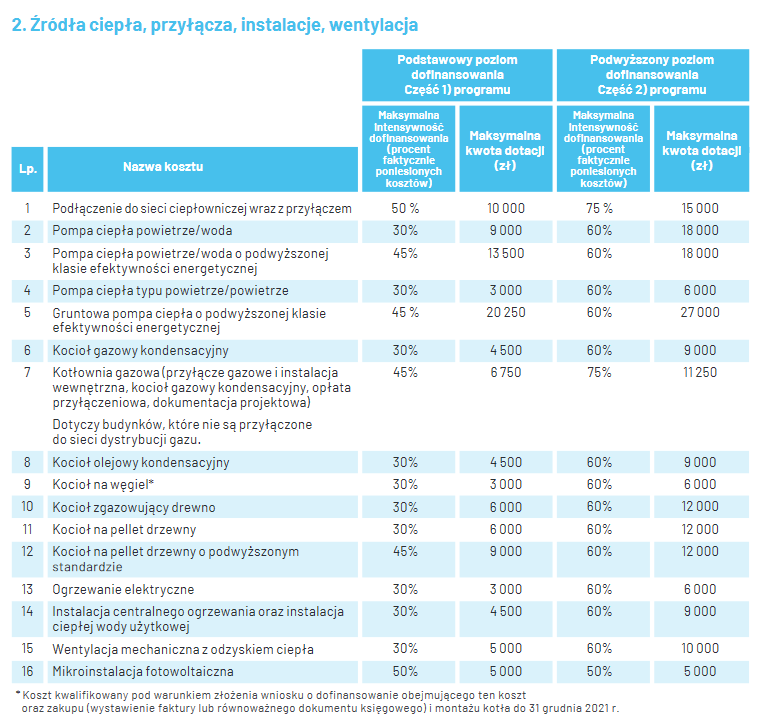 2. Źródła ciepła, przyłącza, instalacje, wentylacja
Podstawowy poziom
dofinansowania
Część 1) programu
Podwyższony poziom
dofinansowania
Część 2) programu
Lp.
Nazwa kosztu
Maksymalna
intensywność
dofinansowania
(procent
faktycznie
poniesionych
kosztów)
Maksymalna
kwota dotacji
(zł)
Maksymalna
intensywność
dofinansowania
(procent
faktycznie
poniesionych
kosztów)
Maksymalna
kwota dotacji
(zł)
1 Podłączenie do sieci ciepłowniczej wraz z przyłączem 50 % 10 000 75 % 15 000
2 Pompa ciepła powietrze/woda 30% 9 000 60% 18 000
3 Pompa ciepła powietrze/woda o podwyższonej 45% 13 500 60% 18 000
klasie efektywności energetycznej
4 Pompa ciepła typu powietrze/powietrze 30% 3 000 60% 6 000
5 Gruntowa pompa ciepła o podwyższonej klasie 45 % 20 250 60% 27 000
efektywności energetycznej
6 Kocioł gazowy kondensacyjny 30% 4 500 60% 9 000
7 Kotłownia gazowa (przyłącze gazowe i instalacja 45% 6 750 75% 11 250
wewnętrzna, kocioł gazowy kondensacyjny, opłata
przyłączeniowa, dokumentacja projektowa)
Dotyczy budynków, które nie są przyłączone
do sieci dystrybucji gazu.
8 Kocioł olejowy kondensacyjny 30% 4 500 60% 9 000
9 Kocioł na węgiel* 30% 3 000 60% 6 000
10 Kocioł zgazowujący drewno 30% 6 000 60% 12 000
11 Kocioł na pellet drzewny 30% 6 000 60% 12 000
12 Kocioł na pellet drzewny o podwyższonym 45% 9 000 60% 12 000
standardzie
13 Ogrzewanie elektryczne 30% 3 000 60% 6 000
14 Instalacja centralnego ogrzewania oraz instalacja 30% 4 500 60% 9 000
ciepłej wody użytkowej
15 Wentylacja mechaniczna z odzyskiem ciepła 30% 5 000 60% 10 000
16 Mikroinstalacja fotowoltaiczna 50% 5 000 50% 5 000
* Koszt kwalifikowany pod warunkiem złożenia wniosku o dofinansowanie obejmującego ten koszt
oraz zakupu (wystawienie faktury lub równoważnego dokumentu księgowego) i montażu kotła do 31 grudnia 2021 r.